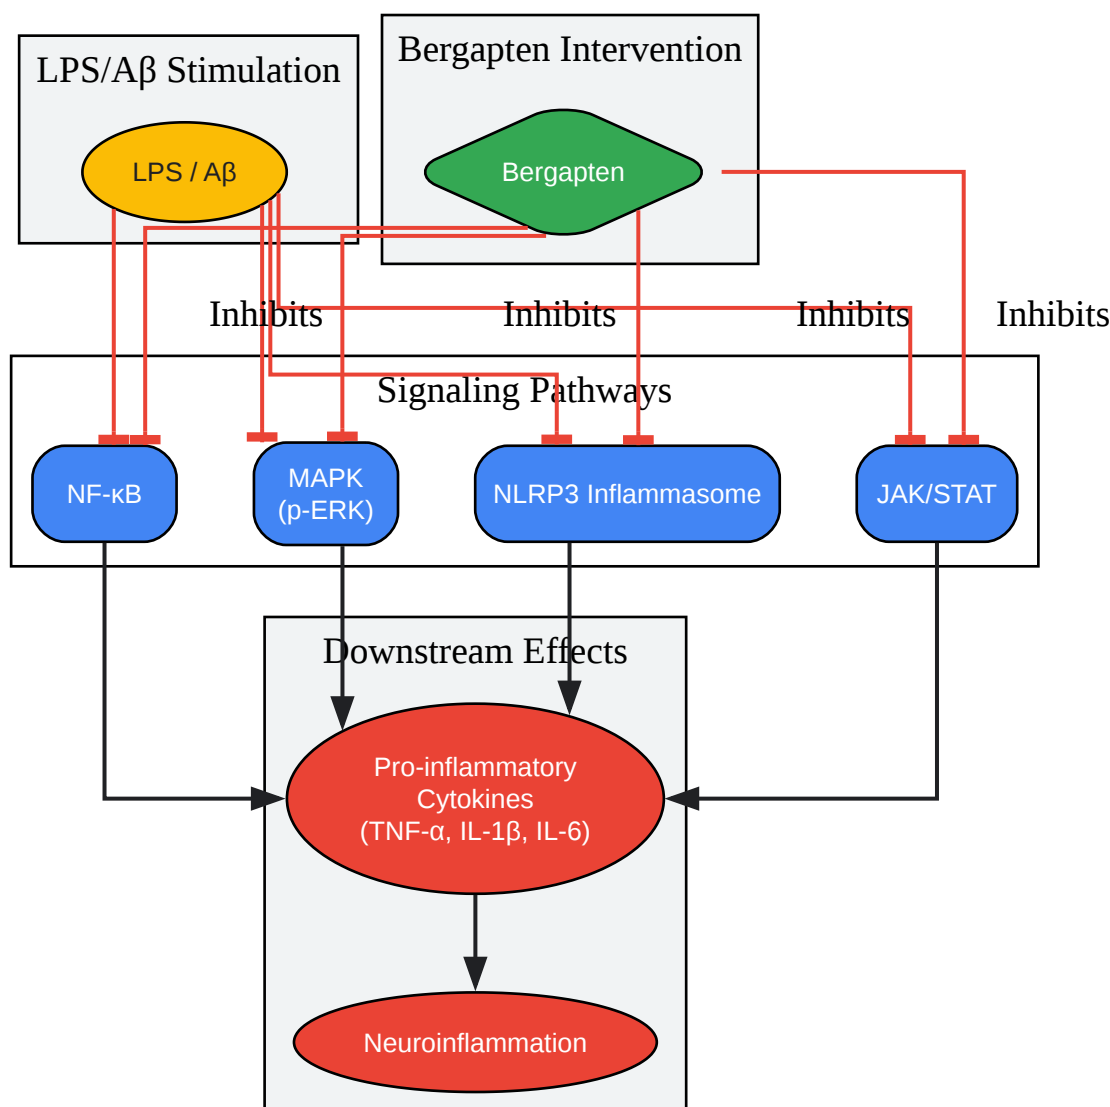 LPS/Aβ Stimulation
Bergapten Intervention
LPS / Aβ
Bergapten
Inhibits
Inhibits
Inhibits
Inhibits
Signaling Pathways
NF-κB
MAPK
(p-ERK)
NLRP3 Inflammasome
JAK/STAT
Downstream Effects
Pro-inflammatory
Cytokines
(TNF-α, IL-1β, IL-6)
Neuroinflammation